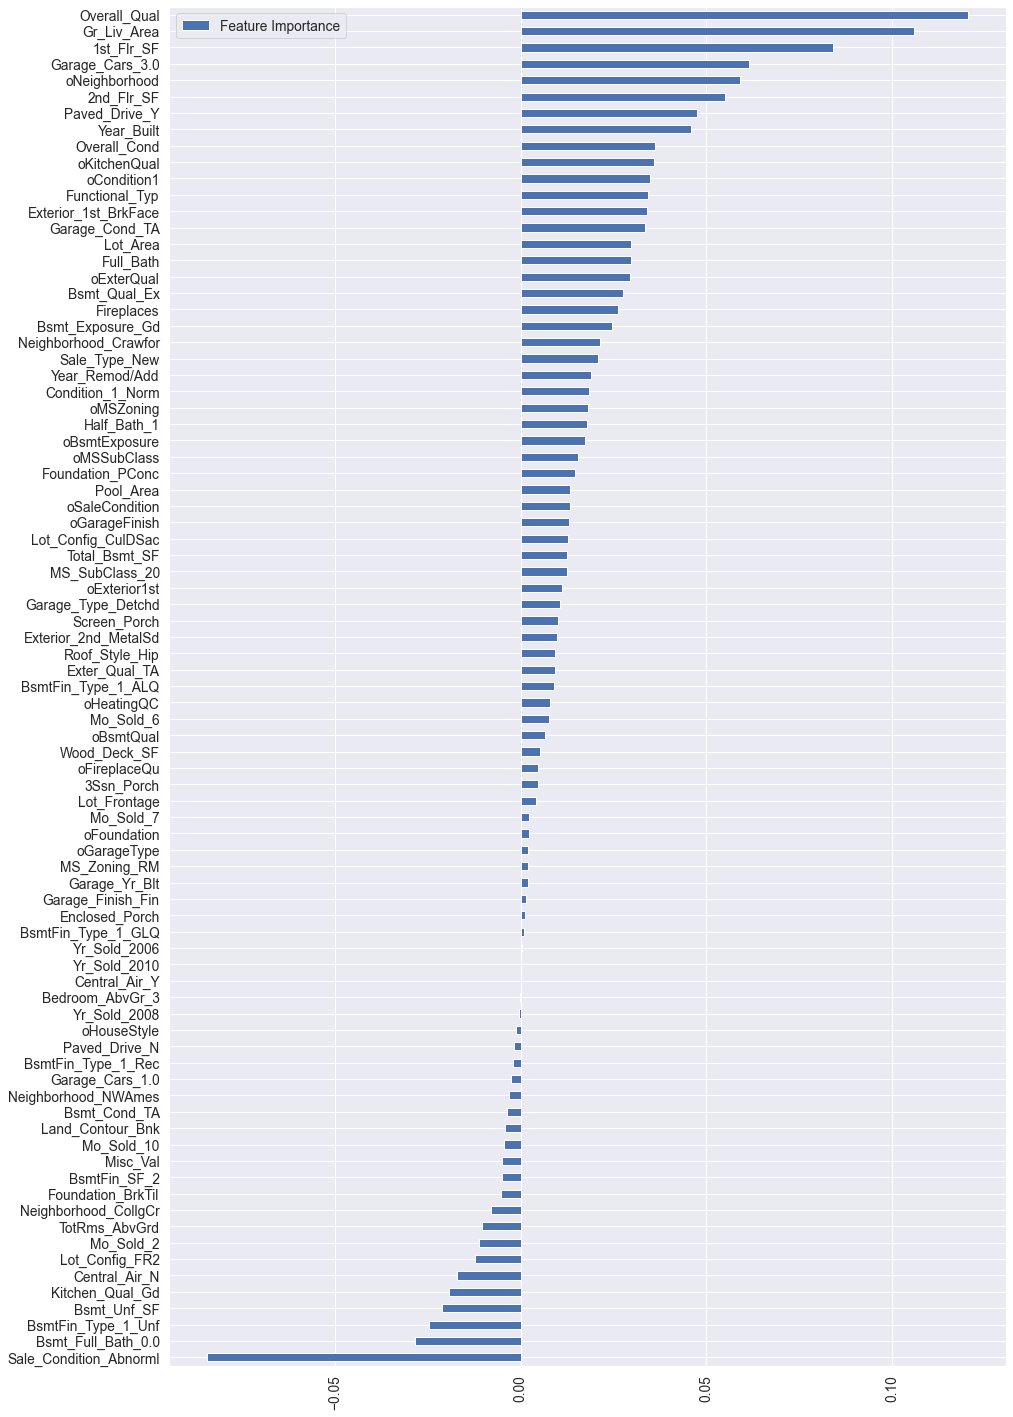 Feature Importance
Overall_Qual
Gr_Liv_Area
1st_Flr_SF
Garage_Cars_3.0
oNeighborhood
2nd_Flr_SF
Paved_Drive_Y
Year_Built
Overall_Cond
oKitchenQual
oCondition1
Functional_Typ
Exterior_1st_BrkFace
Garage_Cond_TA
Lot_Area
Full_Bath
oExterQual
Bsmt_Qual_Ex
Fireplaces
Bsmt_Exposure_Gd
Neighborhood_Crawfor
Sale_Type_New
Year_Remod/Add
Condition_1_Norm
oMSZoning
Half_Bath_1
oBsmtExposure
oMSSubClass
Foundation_PConc
Pool_Area
oSaleCondition
oGarageFinish
Lot_Config_CulDSac
Total_Bsmt_SF
MS_SubClass_20
oExterior1st
Garage_Type_Detchd
Screen_Porch
Exterior_2nd_MetalSd
Roof_Style_Hip
Exter_Qual_TA
BsmtFin_Type_1_ALQ
oHeatingQC
Mo_Sold_6
oBsmtQual
Wood_Deck_SF
oFireplaceQu
3Ssn_Porch
Lot_Frontage
Mo_Sold_7
oFoundation
oGarageType
MS_Zoning_RM
Garage_Yr_Blt
Garage_Finish_Fin
Enclosed_Porch
BsmtFin_Type_1_GLQ
Yr_Sold_2006
Yr_Sold_2010
Central_Air_Y
Bedroom_AbvGr_3
Yr_Sold_2008
oHouseStyle
Paved_Drive_N
BsmtFin_Type_1_Rec
Garage_Cars_1.0
Neighborhood_NWAmes
Bsmt_Cond_TA
Land_Contour_Bnk
Mo_Sold_10
Misc_Val
BsmtFin_SF_2
Foundation_BrkTil
Neighborhood_CollgCr
TotRms_AbvGrd
Mo_Sold_2
Lot_Config_FR2
Central_Air_N
Kitchen_Qual_Gd
Bsmt_Unf_SF
BsmtFin_Type_1_Unf
Bsmt_Full_Bath_0.0
Sale_Condition_Abnorml
−0.05
0.00
0.05
0.10